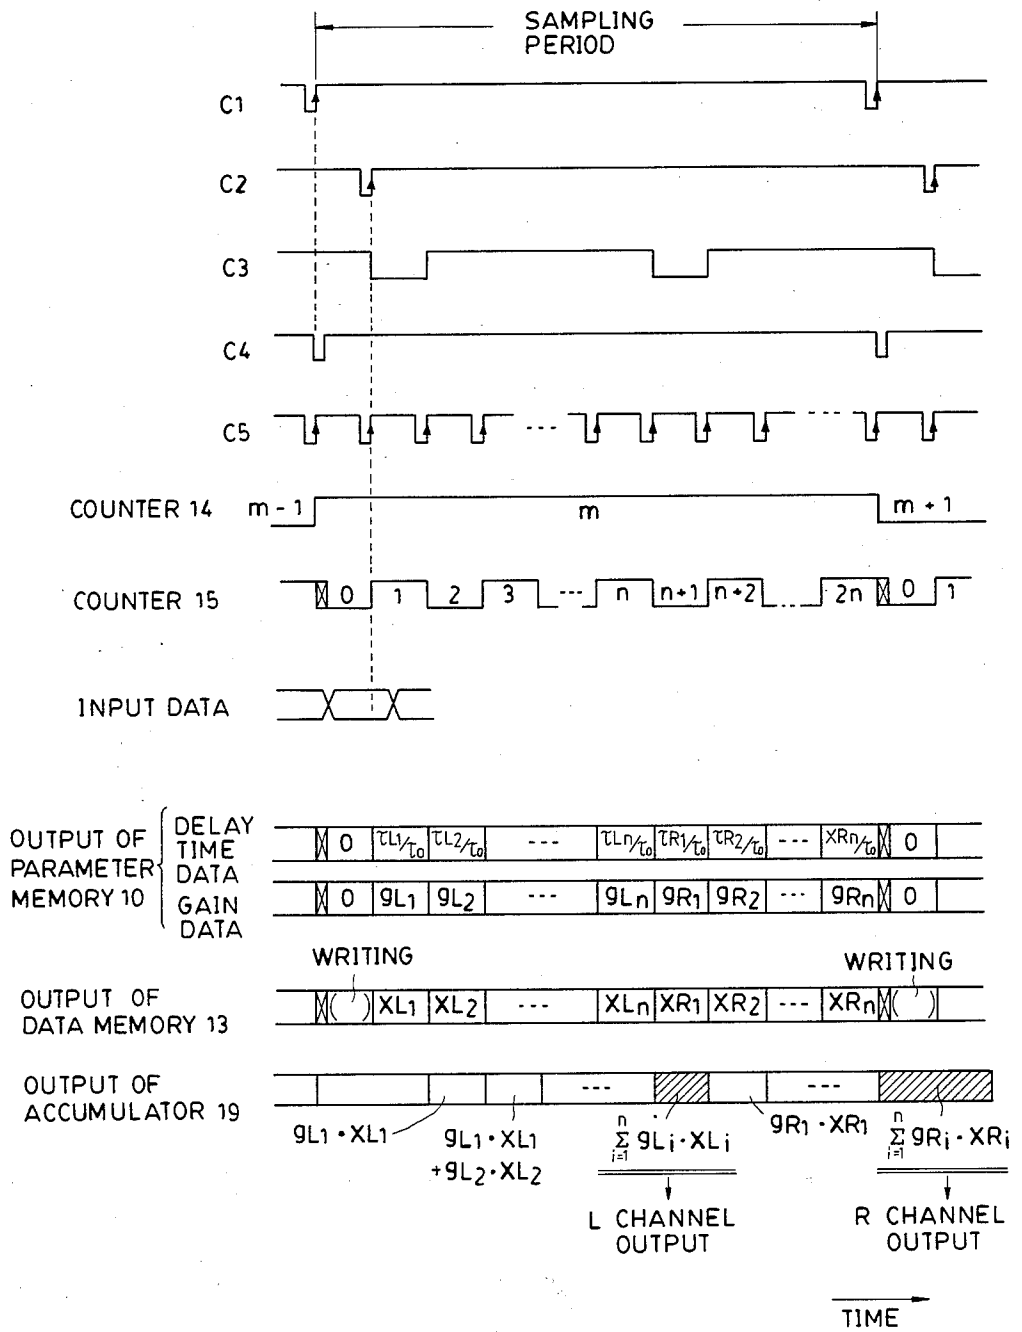 SAMPLING
PERIOD
C1
C2
C3
C4
C5
COUNTER 14 m-1 m m+1
COUNTER 15 0 1 2 3 --- n n+1 n+2 ---- 2n 0 1
INPUT DATA
OUTPUT OF
PARAMETER
MEMORY 10
DELAY
TIME
DATA
0 τL1/τ0 τL2/τ0 --- τLn/τ0 τR1/τ0 τR2/τ0 --- XRn/τ0 0
GAIN
DATA
0 gL1 gL2 --- gLn gR1 gR2 --- gRn 0
WRITING WRITING
OUTPUT OF
DATA MEMORY 13
( ) XL1 XL2 --- XLn XR1 XR2 --- XRn ( )
OUTPUT OF
ACCUMULATOR 19
--- ---
gL1·XL1
gL1·XL1
+gL2·XL2
n
Σ gLi·XLi
i=1
gR1·XR1
n
Σ gRi·XRi
i=1
L CHANNEL
OUTPUT
R CHANNEL
OUTPUT
TIME